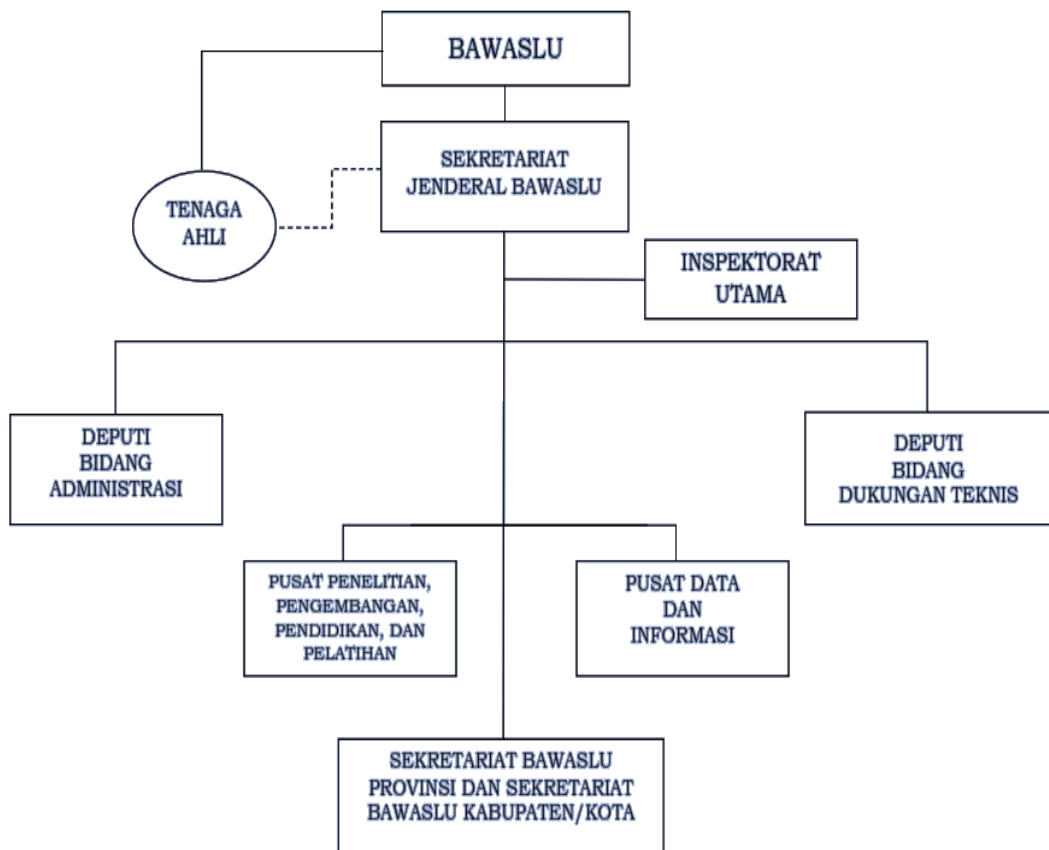 BAWASLU
SEKRETARIAT
JENDERAL BAWASLU
TENAGA
AHLI
INSPEKTORAT
UTAMA
DEPUTI
BIDANG
ADMINISTRASI
DEPUTI
BIDANG
DUKUNGAN TEKNIS
PUSAT PENELITIAN,
PENGEMBANGAN,
PENDIDIKAN, DAN
PELATIHAN
PUSAT DATA
DAN
INFORMASI
SEKRETARIAT BAWASLU
PROVINSI DAN SEKRETARIAT
BAWASLU KABUPATEN/KOTA